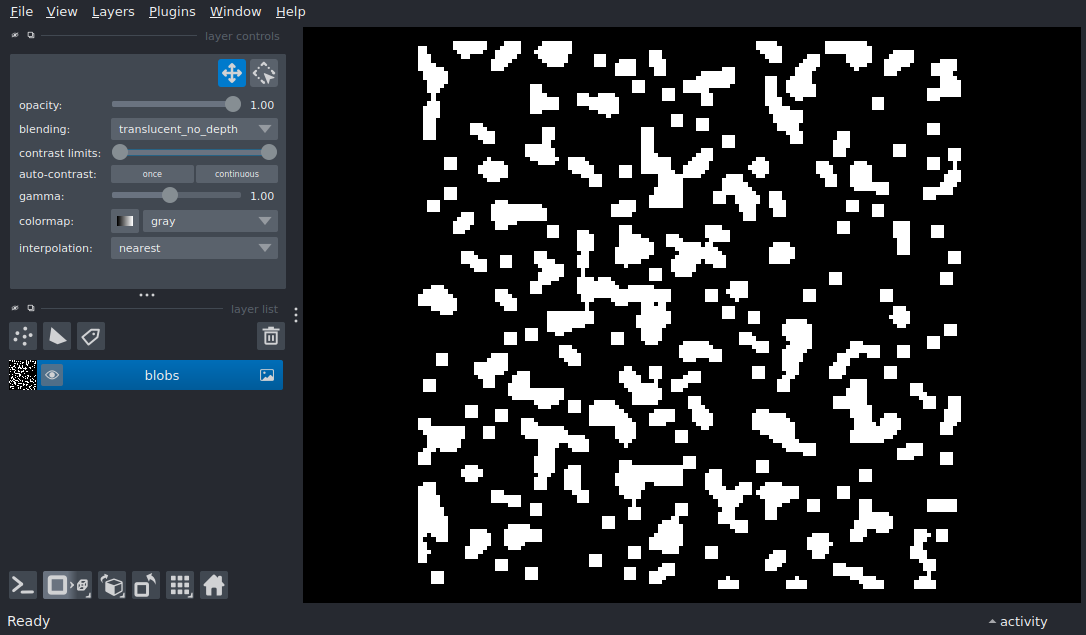 File View Layers Plugins Window Help
layer controls
opacity: 1.00
blending: translucent_no_depth
contrast limits:
auto-contrast: once continuous
gamma: 1.00
colormap: gray
interpolation: nearest
layer list
blobs
Ready activity